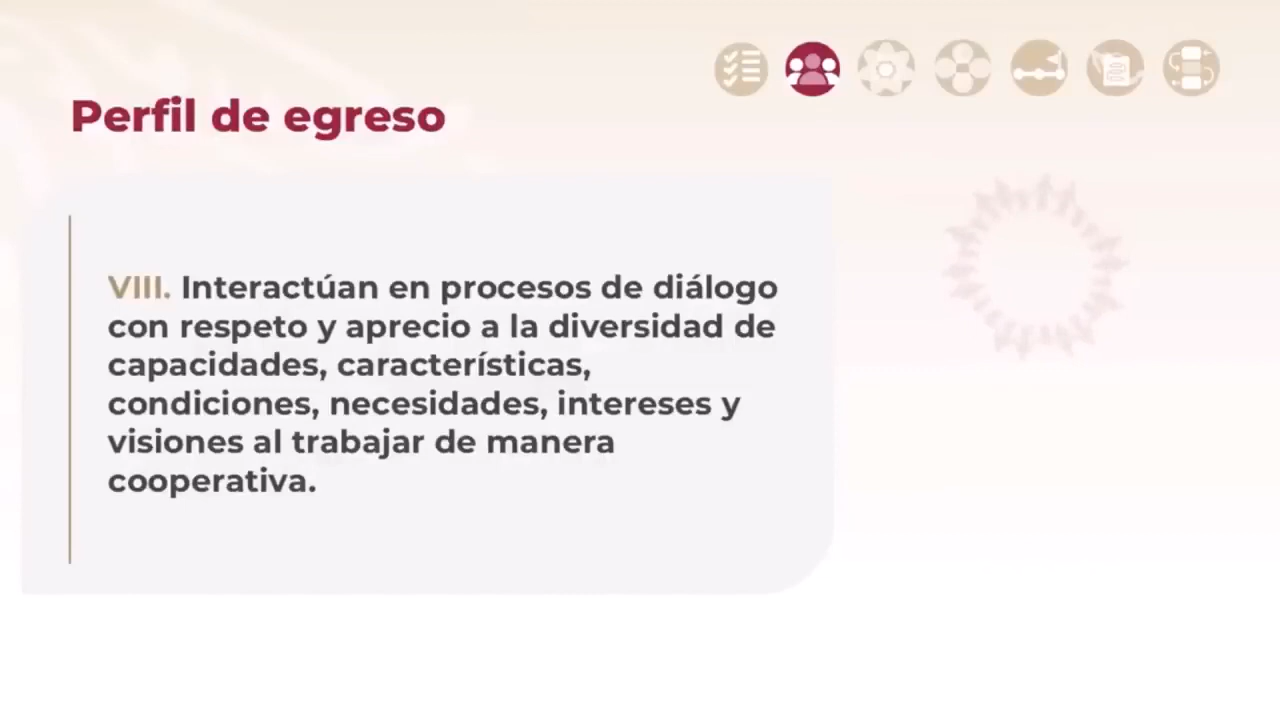 Perfil de egreso
VIII. Interactúan en procesos de diálogo
con respeto y aprecio a la diversidad de
capacidades, características,
condiciones, necesidades, intereses y
visiones al trabajar de manera
cooperativa.